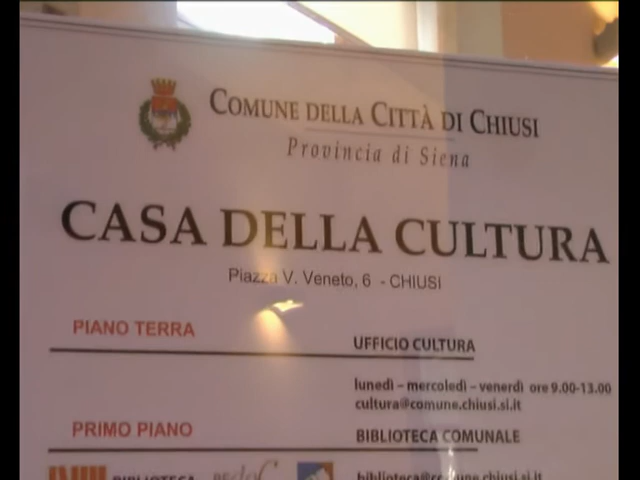 COMUNE DELLA CITTÀ DI CHIUSI
Provincia di Siena
CASA DELLA CULTURA
Piazza V. Veneto, 6 - CHIUSI
PIANO TERRA
UFFICIO CULTURA
lunedì – mercoledì – venerdì ore 9.00-13.00
cultura@comune.chiusi.si.it
PRIMO PIANO
BIBLIOTECA COMUNALE
BIBLIOTECA